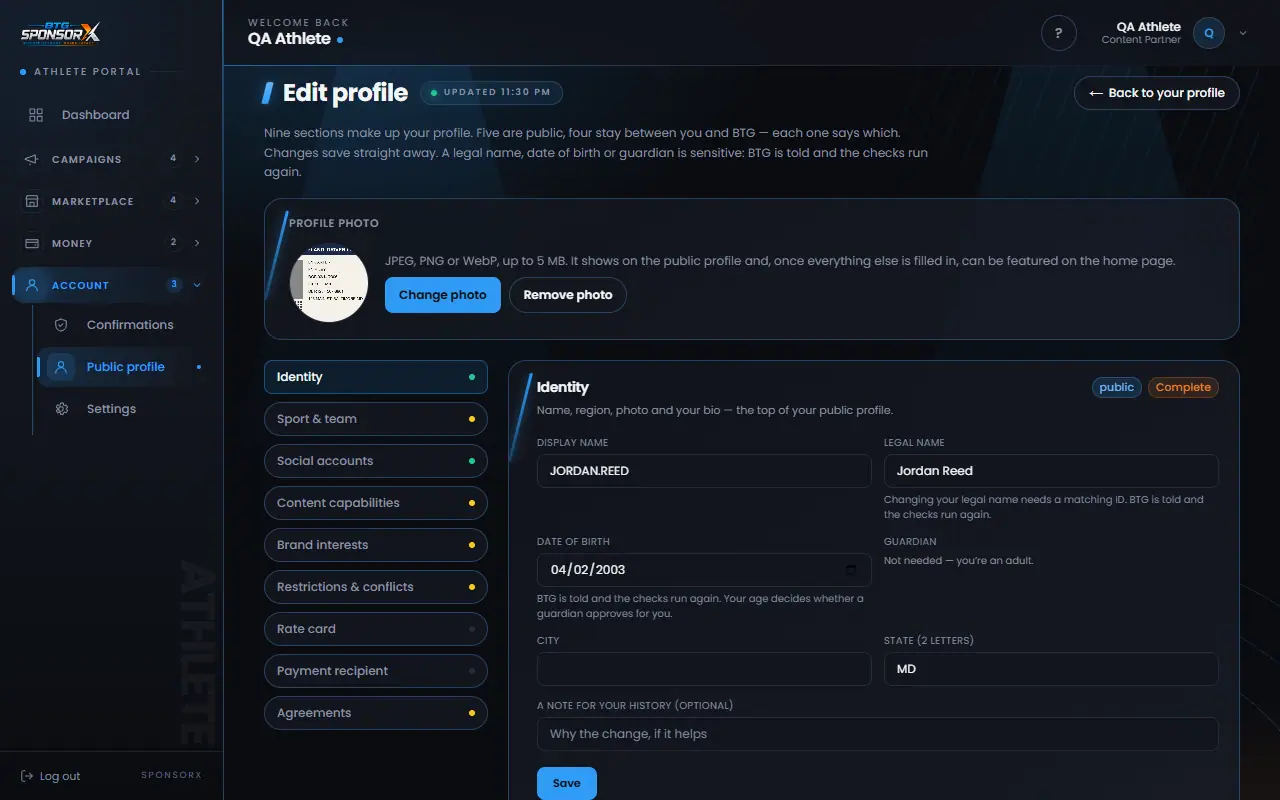 BTG
SPONSORX
ATHLETE PORTAL
Dashboard
CAMPAIGNS 4
MARKETPLACE 4
MONEY 2
ACCOUNT 3
Confirmations
Public profile
Settings
ATHLETE
Log out
SPONSORX
WELCOME BACK
QA Athlete
?
QA Athlete
Content Partner
Q
Edit profile
UPDATED 11:30 PM
← Back to your profile
Nine sections make up your profile. Five are public, four stay between you and BTG — each one says which.
Changes save straight away. A legal name, date of birth or guardian is sensitive: BTG is told and the checks run
again.
PROFILE PHOTO
JPEG, PNG or WebP, up to 5 MB. It shows on the public profile and, once everything else is filled in, can be featured on the home page.
Change photo
Remove photo
Identity
Sport & team
Social accounts
Content capabilities
Brand interests
Restrictions & conflicts
Rate card
Payment recipient
Agreements
Identity
public
Complete
Name, region, photo and your bio — the top of your public profile.
DISPLAY NAME
JORDAN.REED
LEGAL NAME
Jordan Reed
Changing your legal name needs a matching ID. BTG is told and
the checks run again.
DATE OF BIRTH
04/02/2003
BTG is told and the checks run again. Your age decides whether a
guardian approves for you.
GUARDIAN
Not needed — you're an adult.
CITY
STATE (2 LETTERS)
MD
A NOTE FOR YOUR HISTORY (OPTIONAL)
Why the change, if it helps
Save